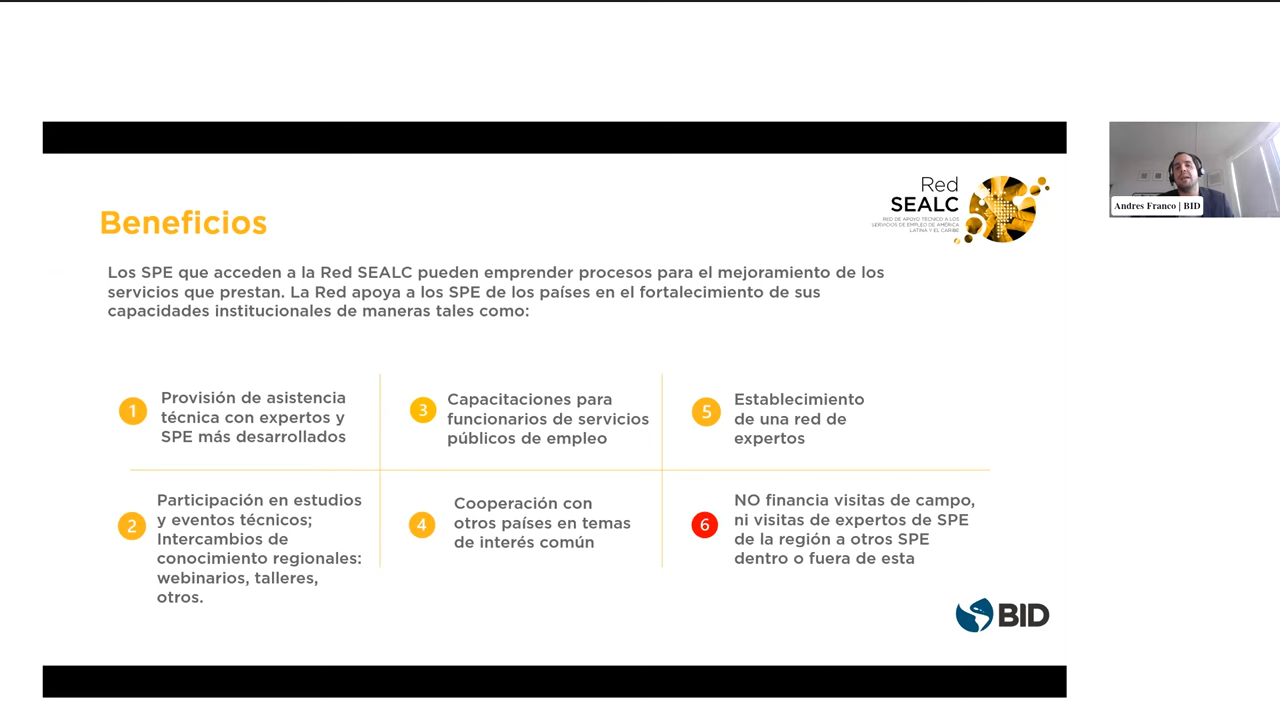 Red
SEALC
RED DE APOYO TÉCNICO A LOS
SERVICIOS DE EMPLEO DE AMÉRICA
LATINA Y EL CARIBE
Andres Franco | BID
Beneficios
Los SPE que acceden a la Red SEALC pueden emprender procesos para el mejoramiento de los
servicios que prestan. La Red apoya a los SPE de los países en el fortalecimiento de sus
capacidades institucionales de maneras tales como:
1
Provisión de asistencia
técnica con expertos y
SPE más desarrollados
2
Participación en estudios
y eventos técnicos;
Intercambios de
conocimiento regionales:
webinarios, talleres,
otros.
3
Capacitaciones para
funcionarios de servicios
públicos de empleo
4
Cooperación con
otros países en temas
de interés común
5
Establecimiento
de una red de
expertos
6
NO financia visitas de campo,
ni visitas de expertos de SPE
de la región a otros SPE
dentro o fuera de esta
BID